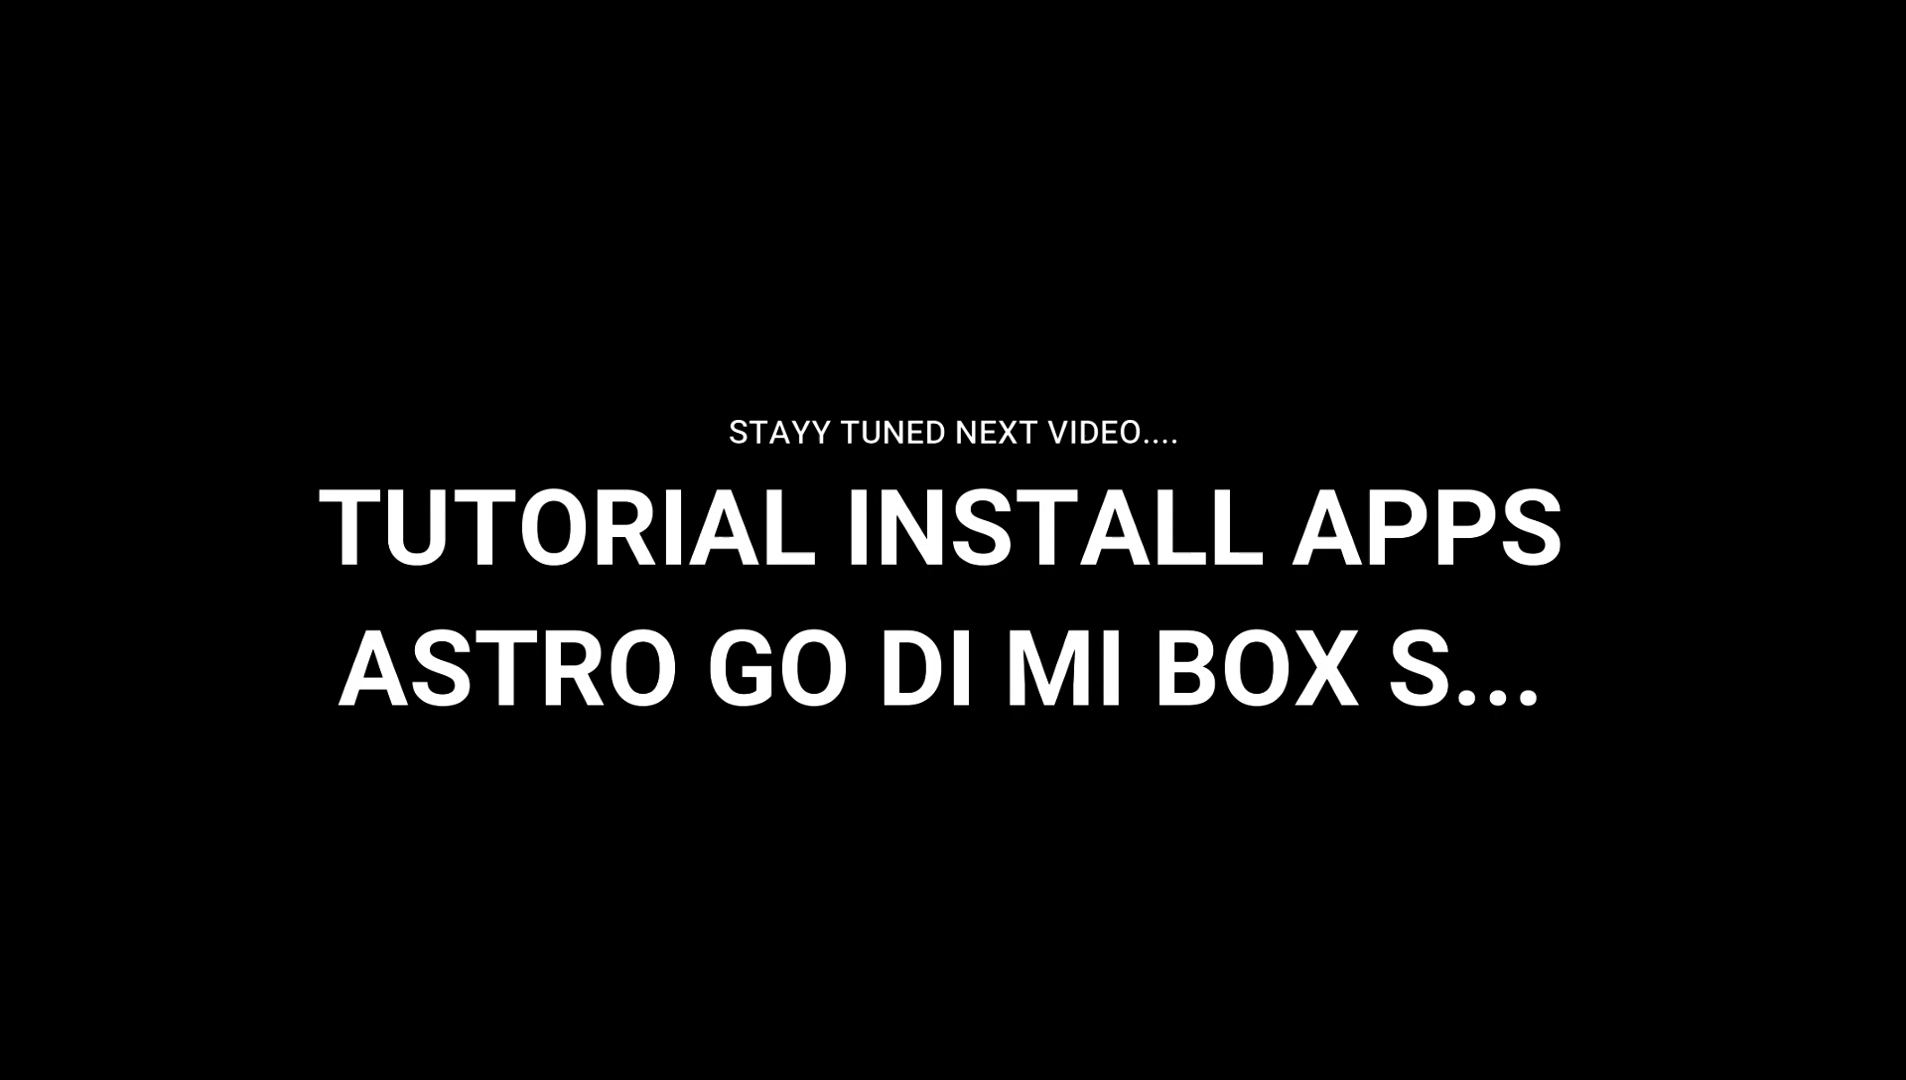 STAYY TUNED NEXT VIDEO....
TUTORIAL INSTALL APPS
ASTRO GO DI MI BOX S...